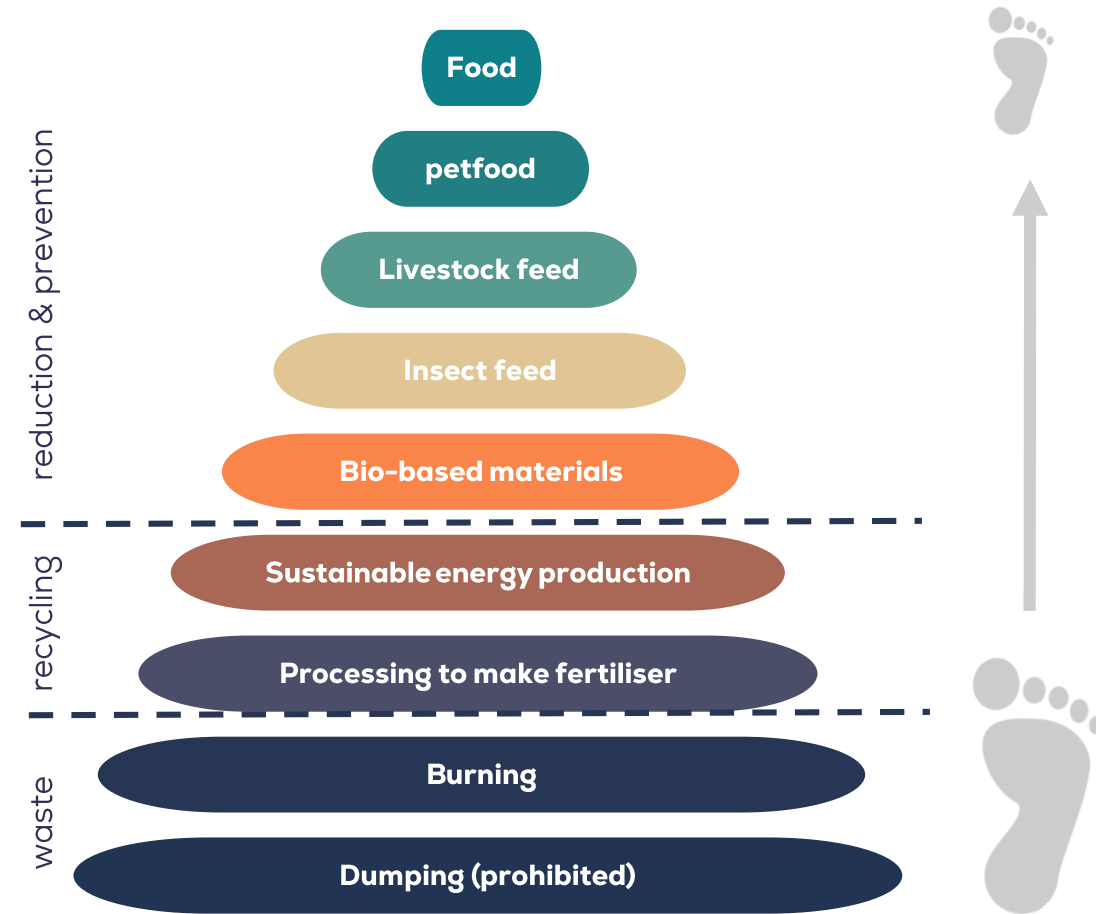 Food
petfood
Livestock feed
Insect feed
Bio-based materials
reduction & prevention
Sustainable energy production
Processing to make fertiliser
recycling
Burning
Dumping (prohibited)
waste